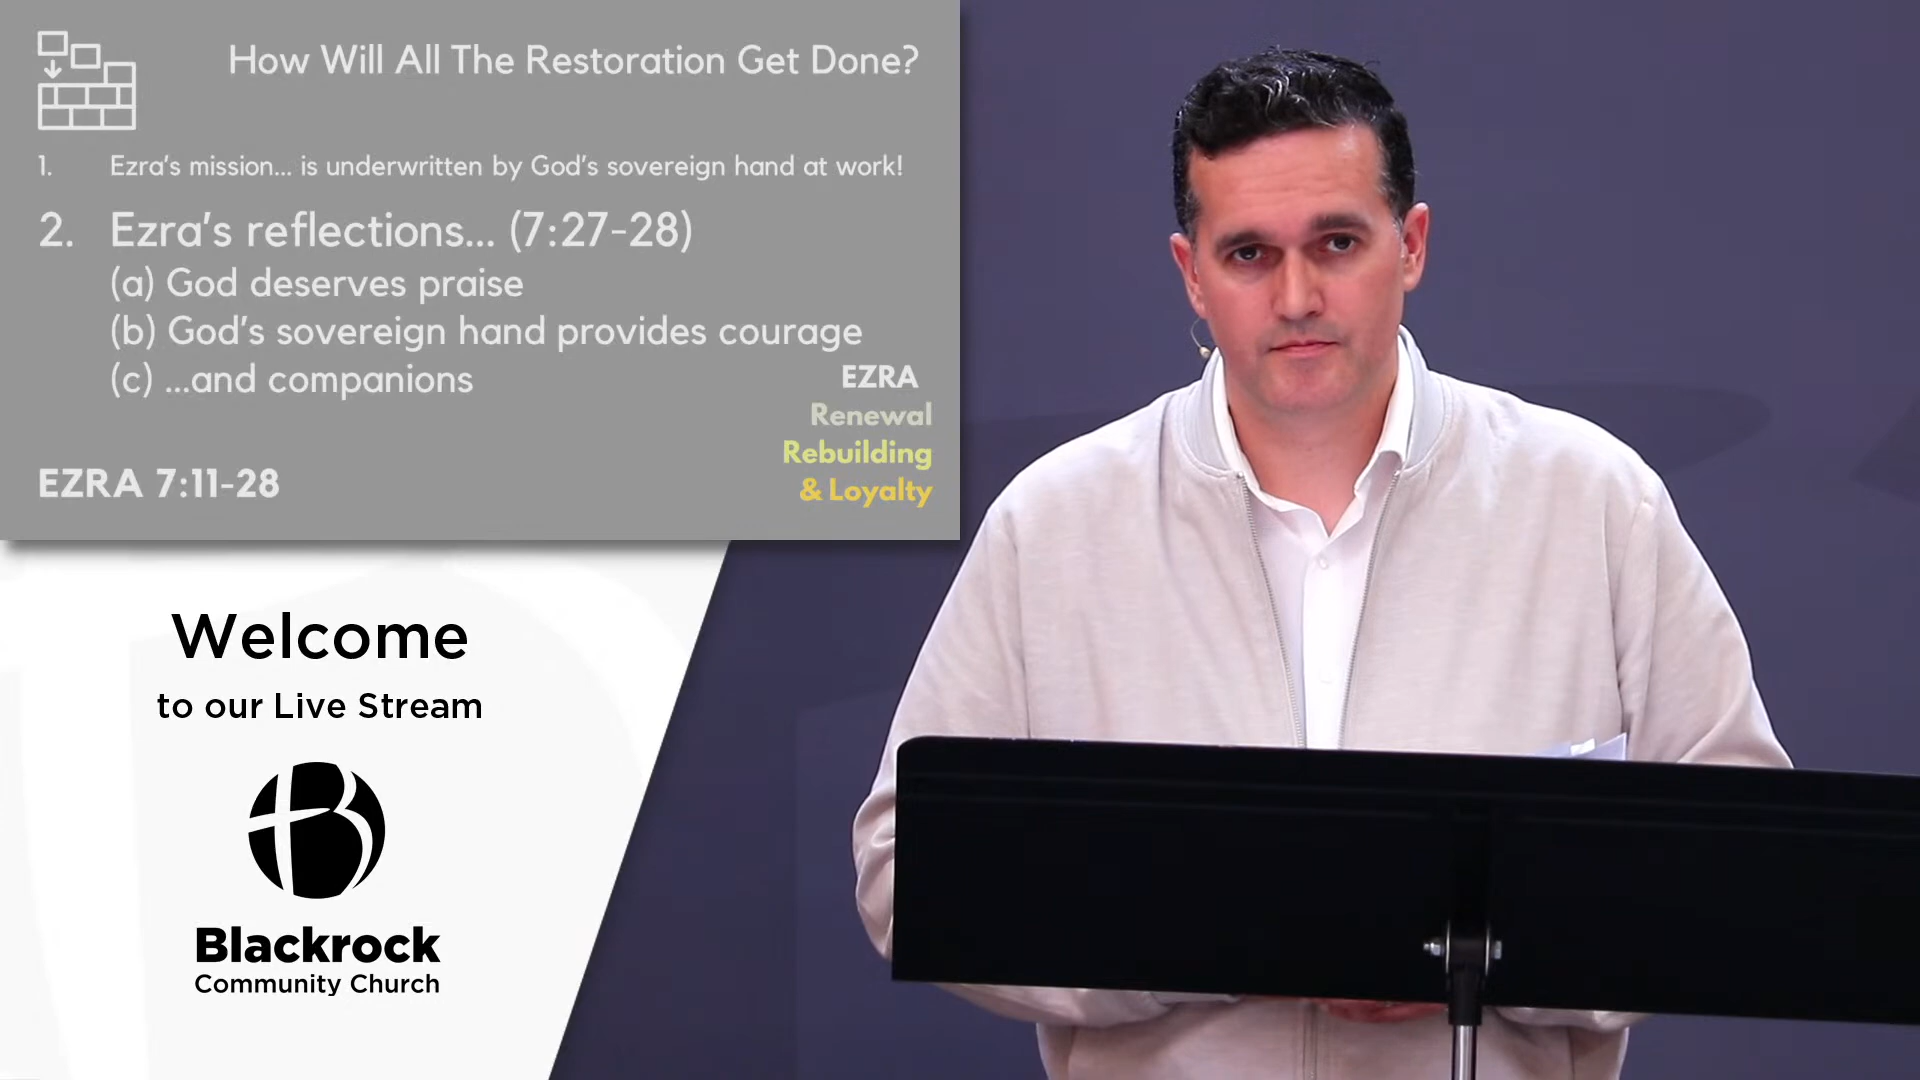 How Will All The Restoration Get Done?
1. Ezra's mission... is underwritten by God's sovereign hand at work!
2. Ezra's reflections... (7:27-28)
(a) God deserves praise
(b) God's sovereign hand provides courage
(c) ...and companions
EZRA
Renewal
Rebuilding
& Loyalty
EZRA 7:11-28
Welcome
to our Live Stream
B
Blackrock
Community Church